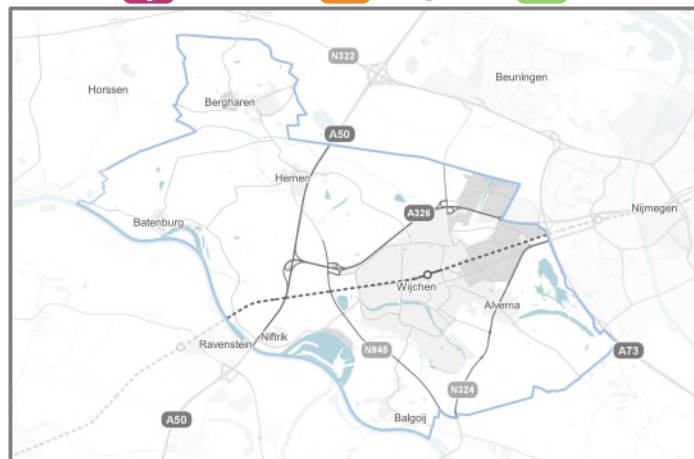 N322
Beuningen
Horssen
Bergharen
A50
Hernen
A326
Nijmegen
Batenburg
Wijchen
Alverna
Niftrik
Ravenstein
N845
A73
N324
A50
Balgoij